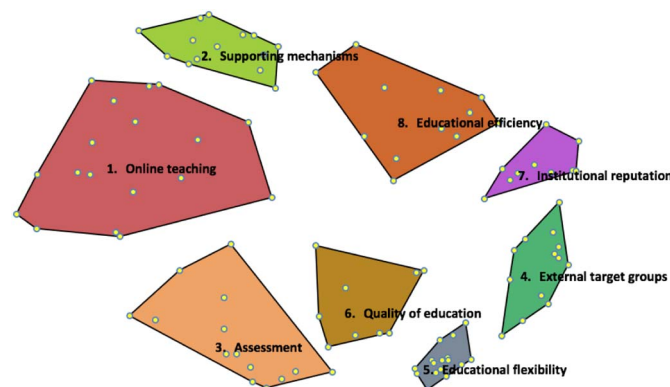 2. Supporting mechanisms
8. Educational efficiency
1. Online teaching
7. Institutional reputation
4. External target groups
6. Quality of education
3. Assessment
5. Educational flexibility